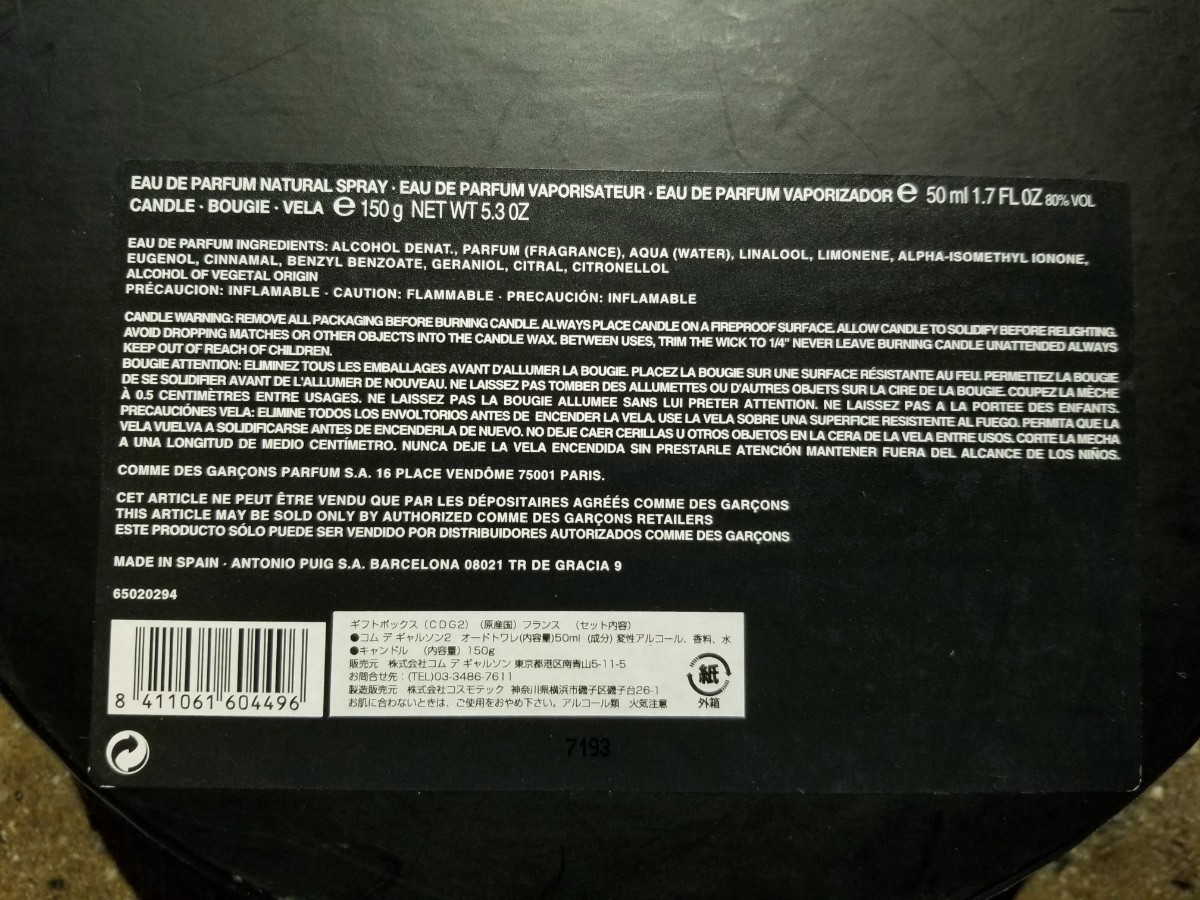 EAU DE PARFUM NATURAL SPRAY · EAU DE PARFUM VAPORISATEUR · EAU DE PARFUM VAPORIZADOR ℮ 50 ml 1.7 FL OZ 80% VOL
CANDLE · BOUGIE · VELA ℮ 150 g NET WT 5.3 OZ
EAU DE PARFUM INGREDIENTS: ALCOHOL DENAT., PARFUM (FRAGRANCE), AQUA (WATER), LINALOOL, LIMONENE, ALPHA-ISOMETHYL IONONE,
EUGENOL, CINNAMAL, BENZYL BENZOATE, GERANIOL, CITRAL, CITRONELLOL
ALCOHOL OF VEGETAL ORIGIN
PRÉCAUCION: INFLAMABLE · CAUTION: FLAMMABLE · PRECAUCIÓN: INFLAMABLE
CANDLE WARNING: REMOVE ALL PACKAGING BEFORE BURNING CANDLE. ALWAYS PLACE CANDLE ON A FIREPROOF SURFACE. ALLOW CANDLE TO SOLIDIFY BEFORE RELIGHTING.
AVOID DROPPING MATCHES OR OTHER OBJECTS INTO THE CANDLE WAX. BETWEEN USES, TRIM THE WICK TO 1/4" NEVER LEAVE BURNING CANDLE UNATTENDED ALWAYS
KEEP OUT OF REACH OF CHILDREN.
BOUGIE ATTENTION: ELIMINEZ TOUS LES EMBALLAGES AVANT D'ALLUMER LA BOUGIE. PLACEZ LA BOUGIE SUR UNE SURFACE RÉSISTANTE AU FEU. PERMETTEZ LA BOUGIE
DE SE SOLIDIFIER AVANT DE L'ALLUMER DE NOUVEAU. NE LAISSEZ PAS TOMBER DES ALLUMETTES OU D'AUTRES OBJETS SUR LA CIRE DE LA BOUGIE. COUPEZ LA MÈCHE
À 0.5 CENTIMÈTRES ENTRE USAGES. NE LAISSEZ PAS LA BOUGIE ALLUMEE SANS LUI PRETER ATTENTION. NE LAISSEZ PAS A LA PORTEE DES ENFANTS.
PRECAUCIÓNES VELA: ELIMINE TODOS LOS ENVOLTORIOS ANTES DE ENCENDER LA VELA. USE LA VELA SOBRE UNA SUPERFICIE RESISTENTE AL FUEGO. PERMITA QUE LA
VELA VUELVA A SOLIDIFICARSE ANTES DE ENCENDERLA DE NUEVO. NO DEJE CAER CERILLAS U OTROS OBJETOS EN LA CERA DE LA VELA ENTRE USOS. CORTE LA MECHA
A UNA LONGITUD DE MEDIO CENTÍMETRO. NUNCA DEJE LA VELA ENCENDIDA SIN PRESTARLE ATENCIÓN MANTENER FUERA DEL ALCANCE DE LOS NIÑOS.
COMME DES GARÇONS PARFUM S.A. 16 PLACE VENDÔME 75001 PARIS.
CET ARTICLE NE PEUT ÊTRE VENDU QUE PAR LES DÉPOSITAIRES AGRÉÉS COMME DES GARÇONS
THIS ARTICLE MAY BE SOLD ONLY BY AUTHORIZED COMME DES GARÇONS RETAILERS
ESTE PRODUCTO SÓLO PUEDE SER VENDIDO POR DISTRIBUIDORES AUTORIZADOS COMME DES GARÇONS
MADE IN SPAIN · ANTONIO PUIG S.A. BARCELONA 08021 TR DE GRACIA 9
65020294
8 411061 604496
ギフトボックス（CDG2）（原産国）フランス （セット内容）
●コム デ ギャルソン2 オードトワレ(内容量)50ml (成分) 変性アルコール、香料、水
●キャンドル （内容量）150g
販売元 株式会社コム デ ギャルソン 東京都港区南青山5-11-5
お問合せ先：(TEL)03-3486-7611
製造販売元 株式会社コスモテック 神奈川県横浜市磯子区磯子台26-1
お肌に合わないときは、ご使用をおやめ下さい。アルコール類 火気注意
紙
外箱
7193